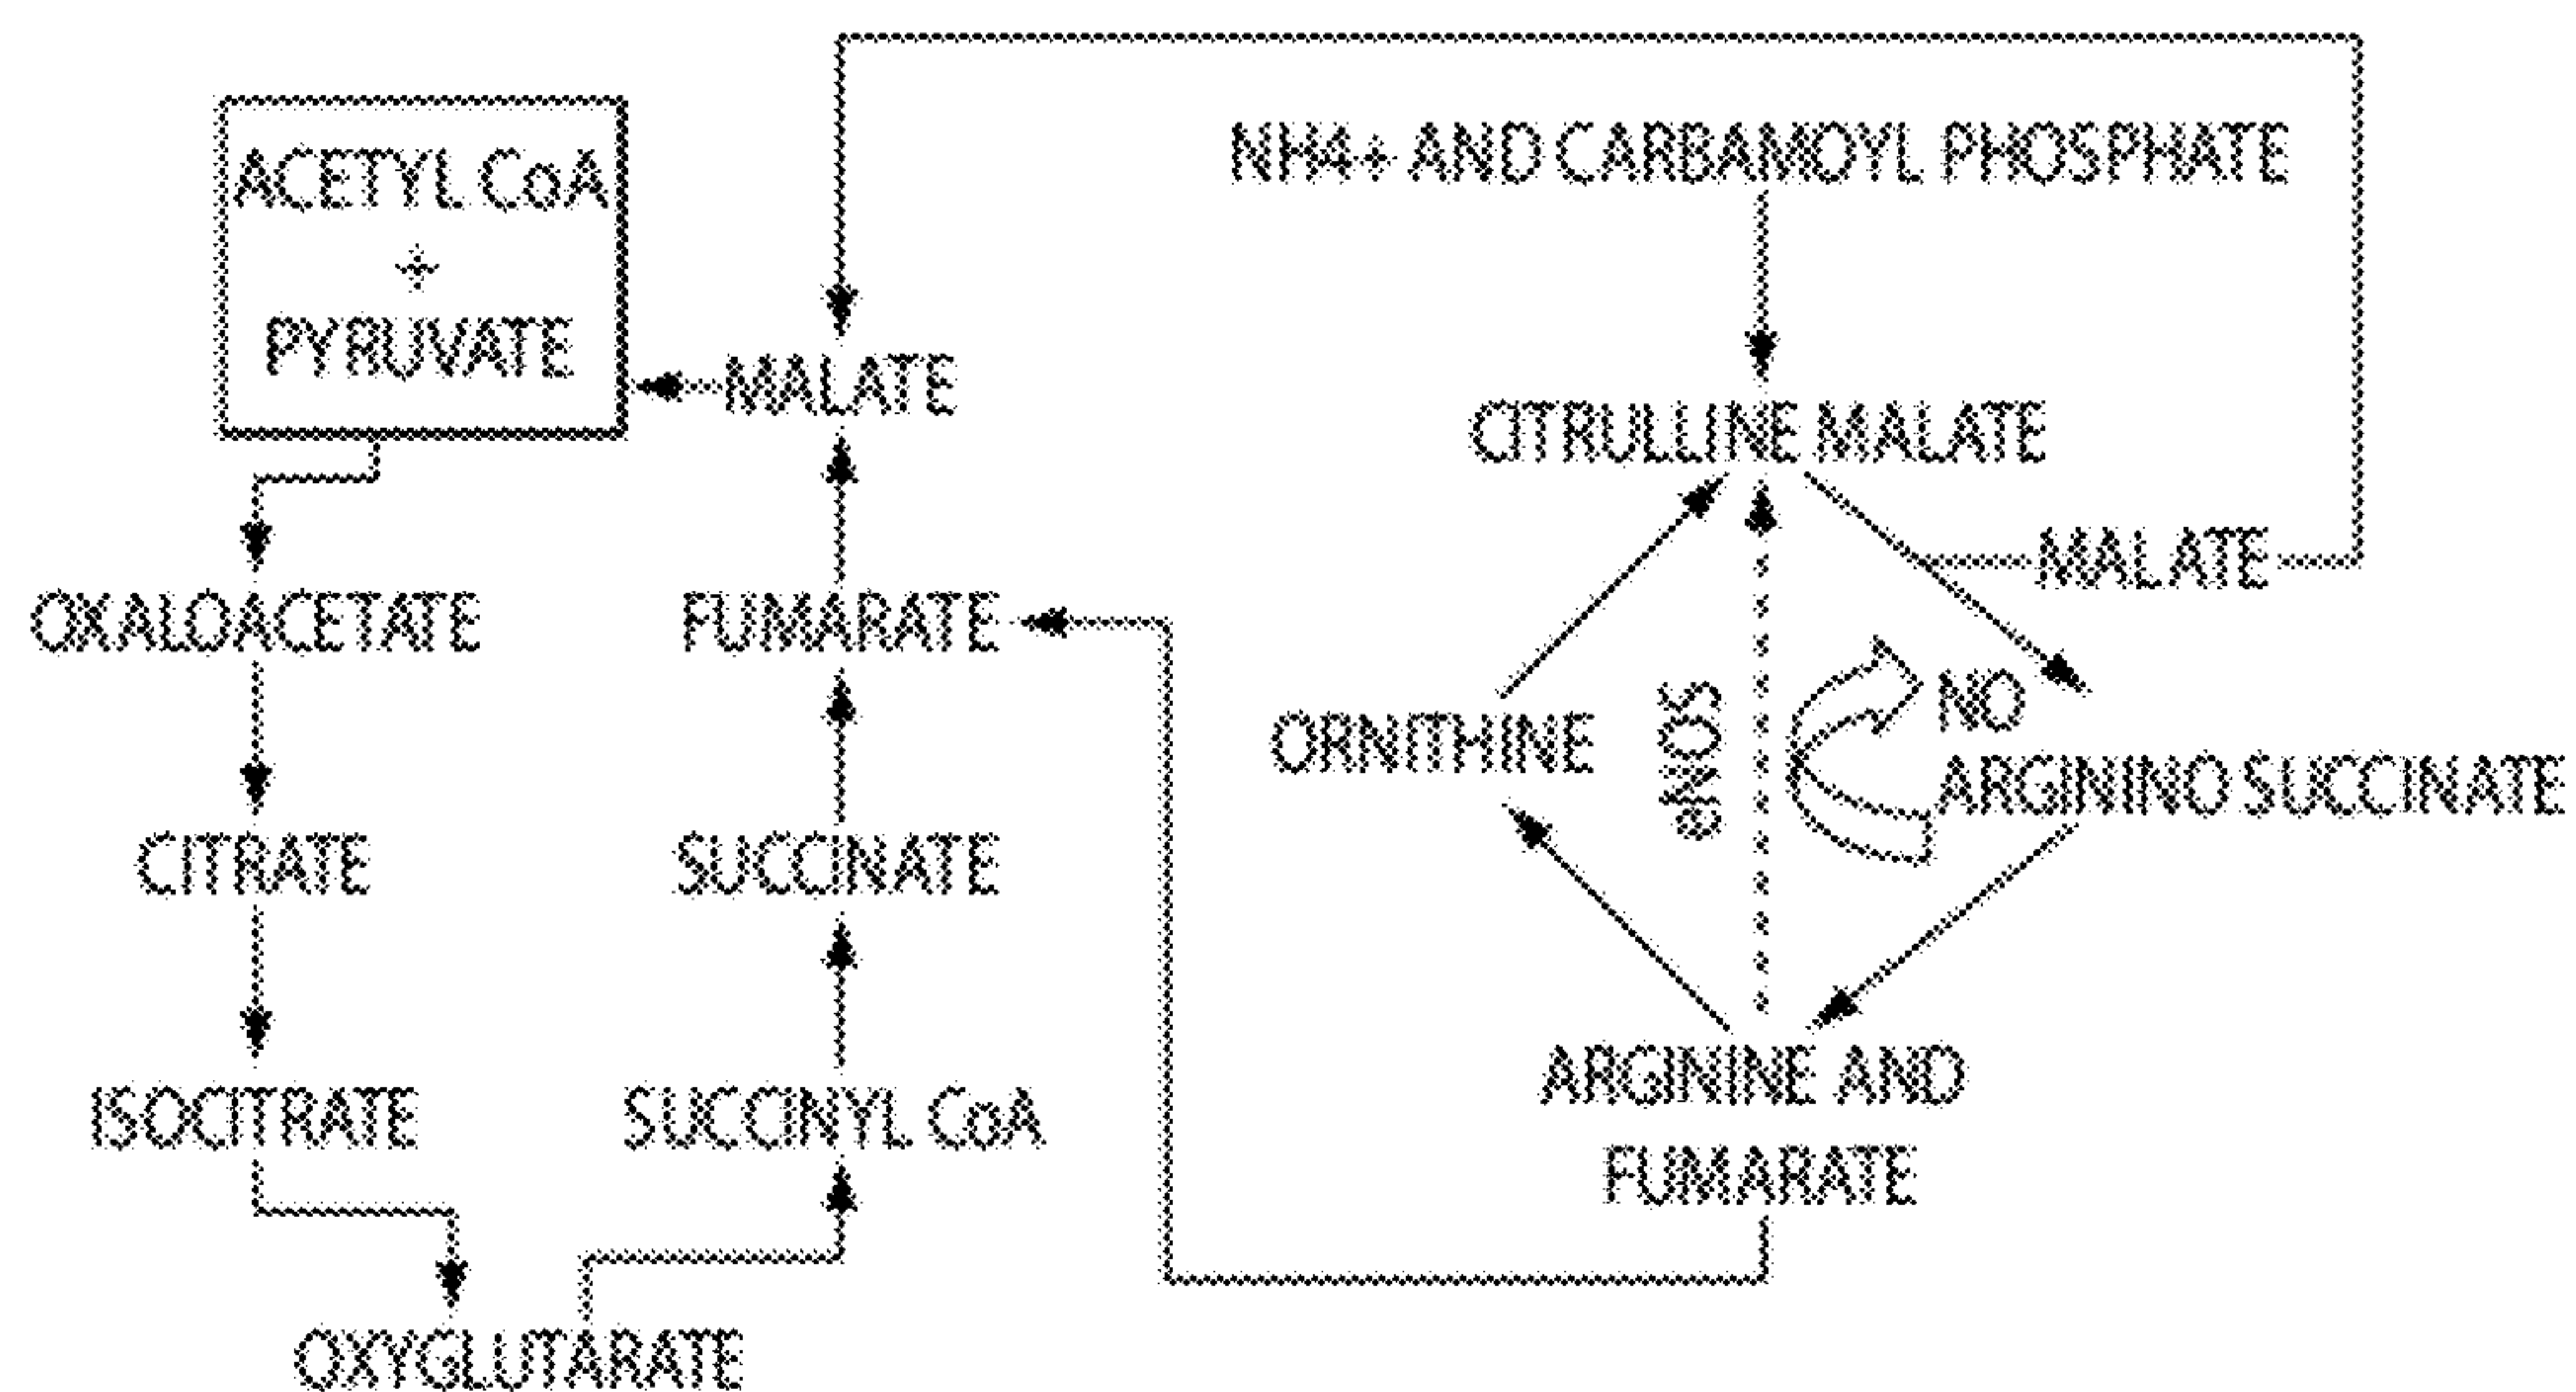 ACETYL CoA
+
PYRUVATE
NH4+ AND CARBAMOYL PHOSPHATE
MALATE
CITRULLINE MALATE
MALATE
OXALOACETATE
FUMARATE
NO
ORNITHINE
eNOS
ARGININO SUCCINATE
CITRATE
SUCCINATE
ISOCITRATE
SUCCINYL CoA
ARGININE AND
FUMARATE
OXYGLUTARATE